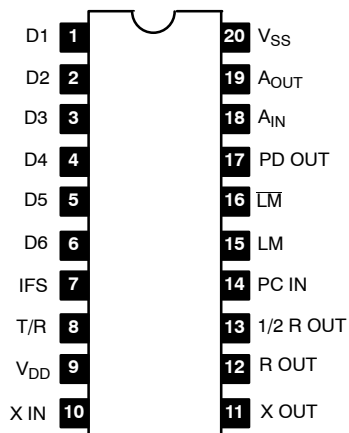 D1 1 20 VSS
D2 2 19 AOUT
D3 3 18 AIN
D4 4 17 PD OUT
D5 5 16 L̅M̅
D6 6 15 LM
IFS 7 14 PC IN
T/R 8 13 1/2 R OUT
VDD 9 12 R OUT
X IN 10 11 X OUT